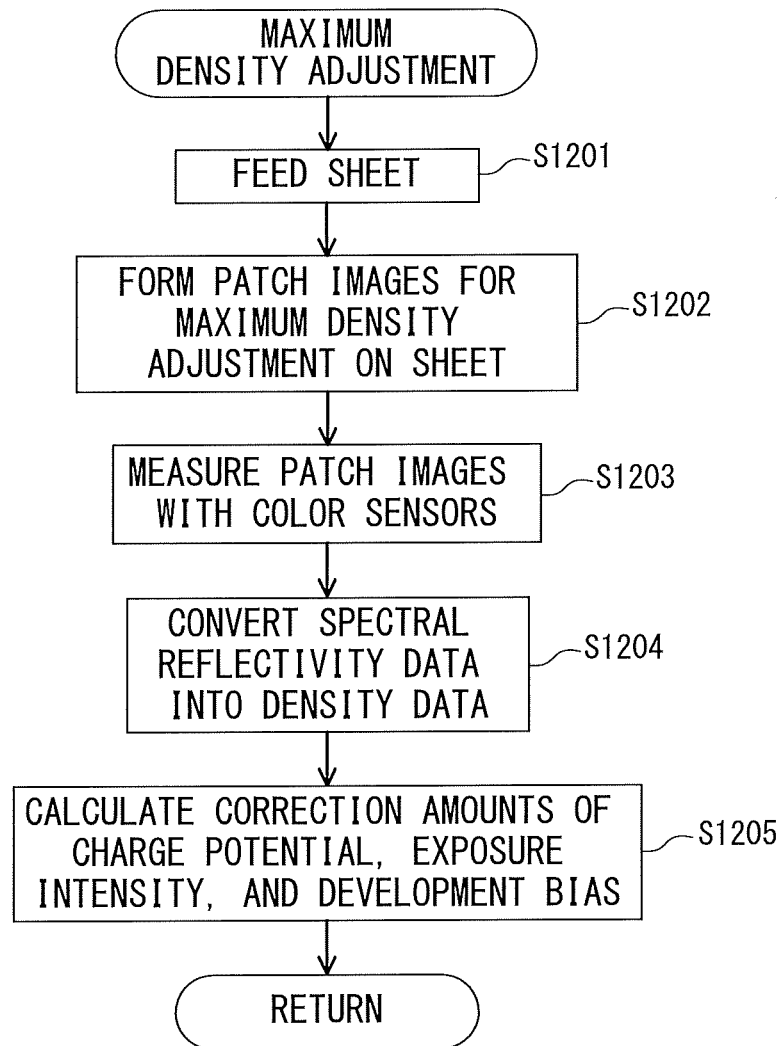 MAXIMUM
DENSITY ADJUSTMENT
FEED SHEET
S1201
FORM PATCH IMAGES FOR
MAXIMUM DENSITY
ADJUSTMENT ON SHEET
S1202
MEASURE PATCH IMAGES
WITH COLOR SENSORS
S1203
CONVERT SPECTRAL
REFLECTIVITY DATA
INTO DENSITY DATA
S1204
CALCULATE CORRECTION AMOUNTS OF
CHARGE POTENTIAL, EXPOSURE
INTENSITY, AND DEVELOPMENT BIAS
S1205
RETURN